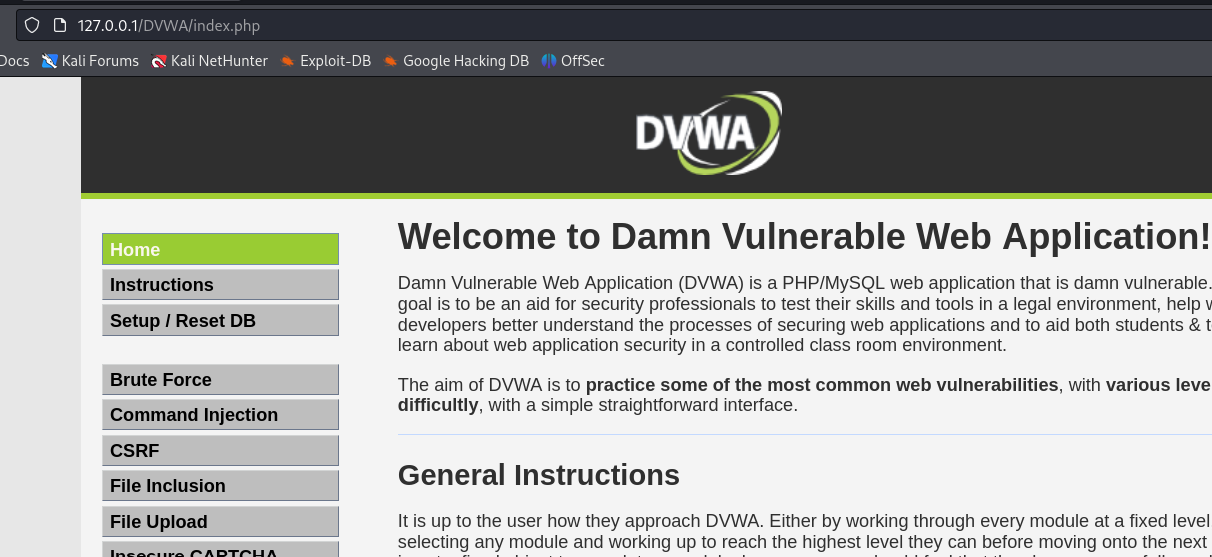 127.0.0.1/DVWA/index.php
Docs Kali Forums Kali NetHunter Exploit-DB Google Hacking DB OffSec
DVWA
Home
Instructions
Setup / Reset DB
Brute Force
Command Injection
CSRF
File Inclusion
File Upload
Insecure CAPTCHA
Welcome to Damn Vulnerable Web Application!
Damn Vulnerable Web Application (DVWA) is a PHP/MySQL web application that is damn vulnerable.
goal is to be an aid for security professionals to test their skills and tools in a legal environment, help
developers better understand the processes of securing web applications and to aid both students &
learn about web application security in a controlled class room environment.
The aim of DVWA is to practice some of the most common web vulnerabilities, with various
difficultly, with a simple straightforward interface.
General Instructions
It is up to the user how they approach DVWA. Either by working through every module at a fixed level
selecting any module and working up to reach the highest level they can before moving onto the next